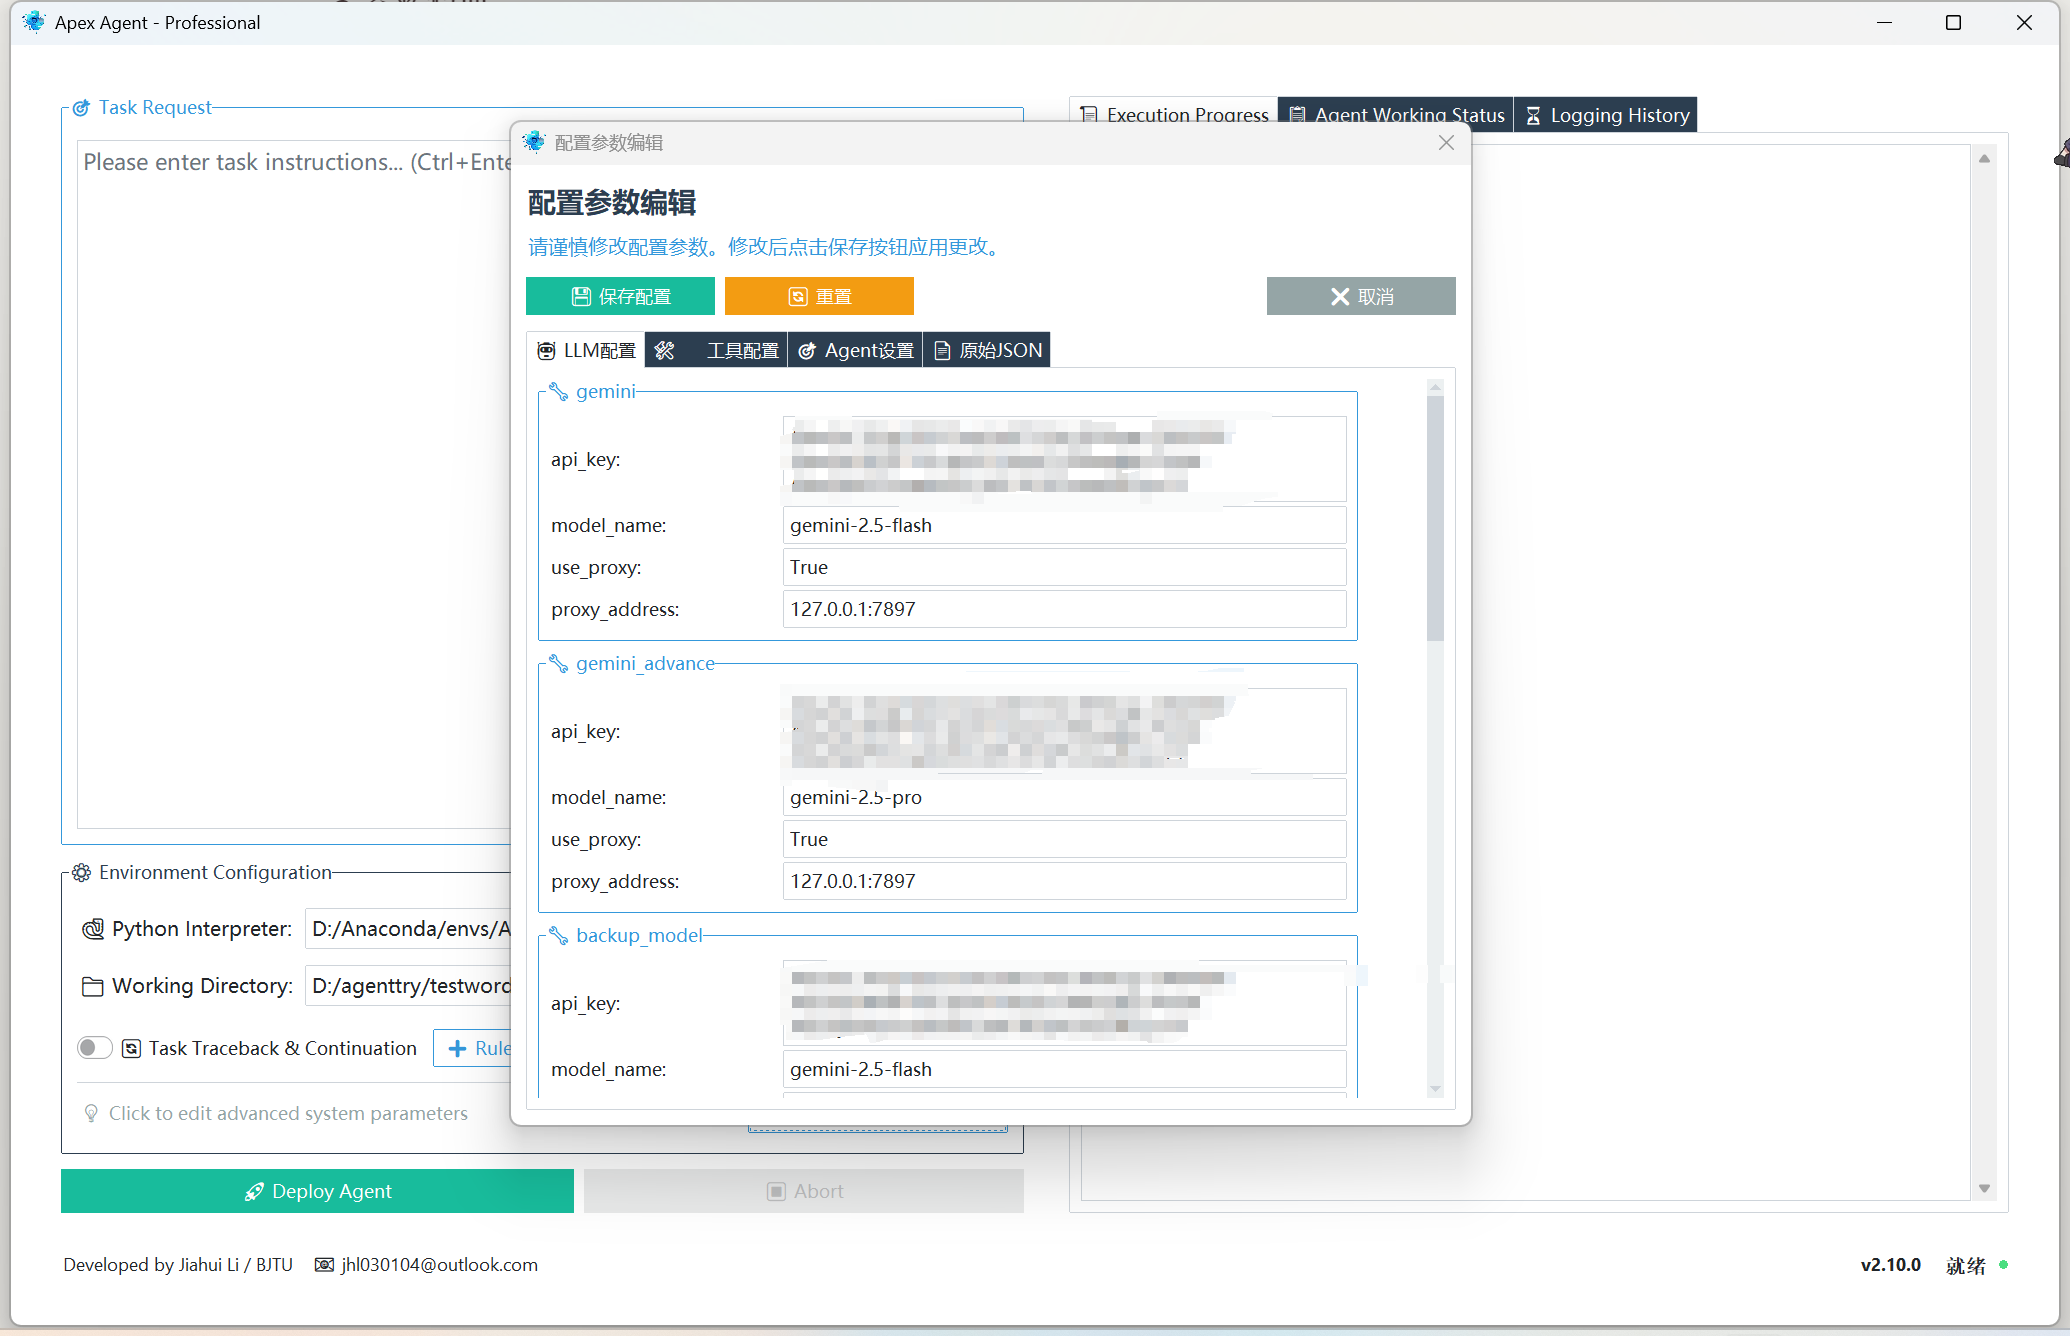 Apex Agent - Professional
Task Request
Please enter task instructions... (Ctrl+Ente
Execution Progress
Agent Working Status
Logging History
配置参数编辑
配置参数编辑
请谨慎修改配置参数。修改后点击保存按钮应用更改。
保存配置
重置
取消
LLM配置
工具配置
Agent设置
原始JSON
gemini
api_key:
model_name: gemini-2.5-flash
use_proxy: True
proxy_address: 127.0.0.1:7897
gemini_advance
api_key:
model_name: gemini-2.5-pro
use_proxy: True
proxy_address: 127.0.0.1:7897
backup_model
api_key:
model_name: gemini-2.5-flash
Environment Configuration
Python Interpreter: D:/Anaconda/envs/A
Working Directory: D:/agenttry/testword
Task Traceback & Continuation
Rule
Click to edit advanced system parameters
Deploy Agent
Abort
Developed by Jiahui Li / BJTU
jhl030104@outlook.com
v2.10.0
就绪